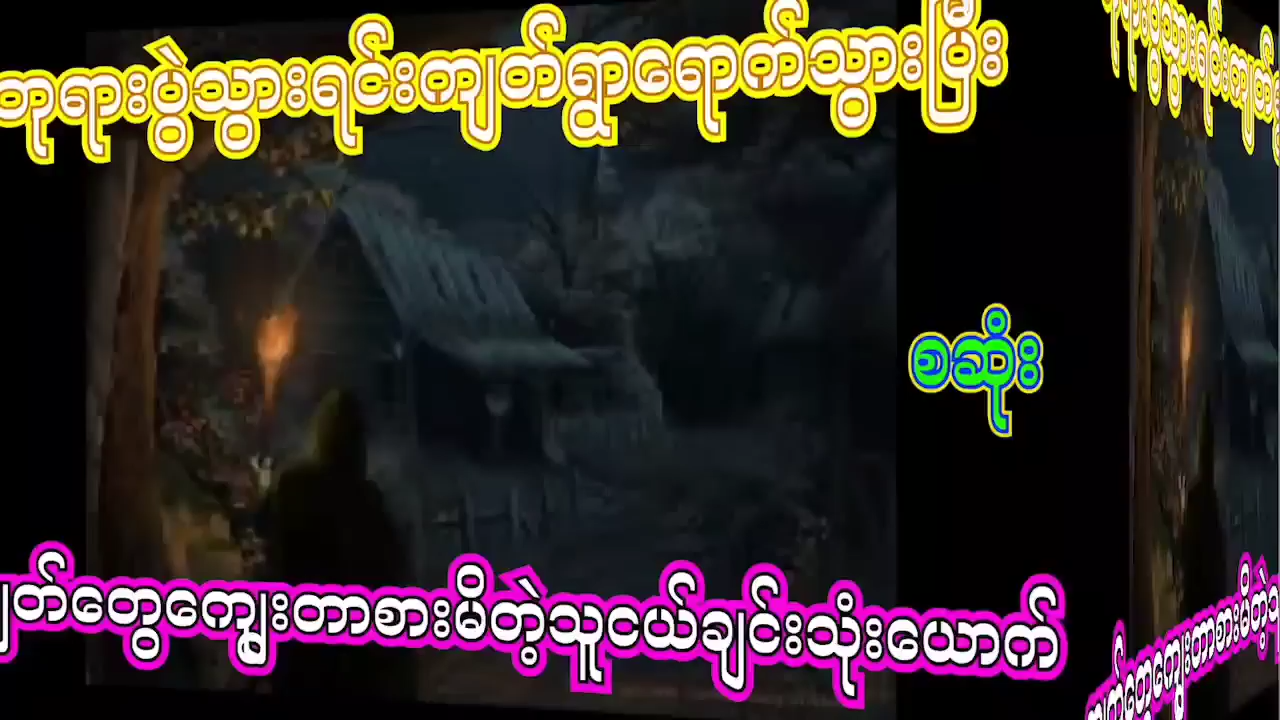 ဘုရားပွဲသွားရင်းကျတ်ရွာရောက်သွားပြီး
စဆုံး
ကျတ်တွေကျွေးတာစားမိတဲ့သူငယ်ချင်းသုံးယောက်